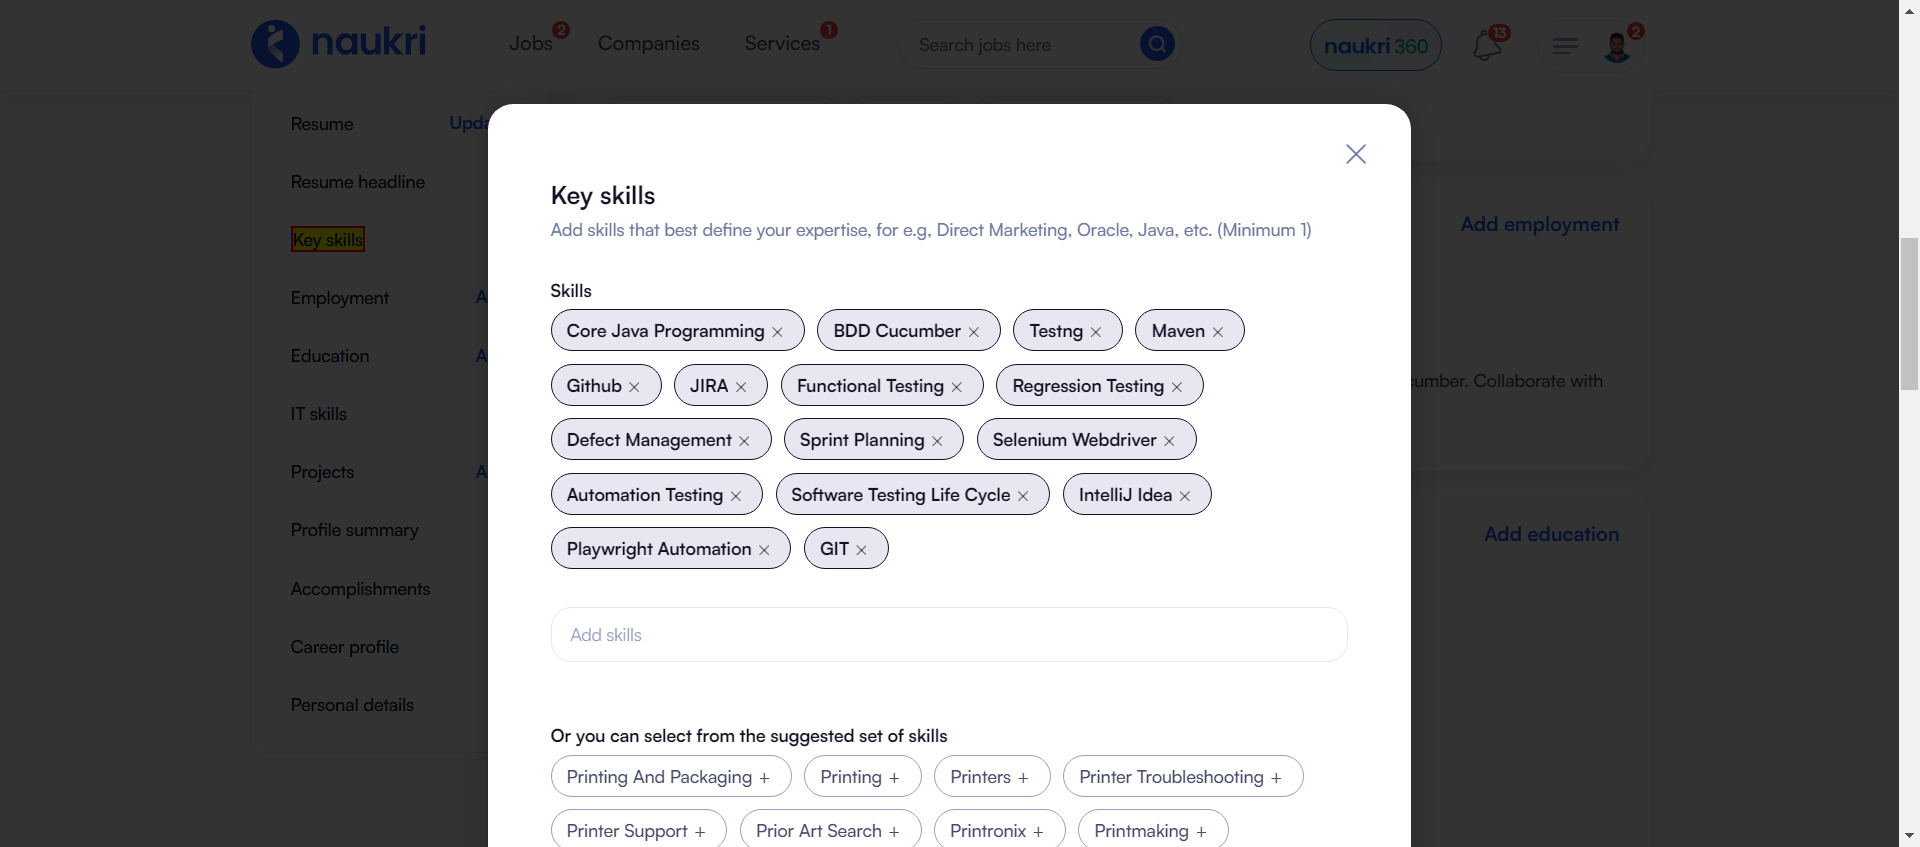 naukri
Jobs 2 Companies Services 1 Search jobs here naukri 360 13 2
Resume Upda
Resume headline
Key skills
Employment A
Education A
IT skills
Projects A
Profile summary
Accomplishments
Career profile
Personal details
Key skills
Add skills that best define your expertise, for e.g, Direct Marketing, Oracle, Java, etc. (Minimum 1)
Skills
Core Java Programming × BDD Cucumber × Testng × Maven ×
Github × JIRA × Functional Testing × Regression Testing ×
Defect Management × Sprint Planning × Selenium Webdriver ×
Automation Testing × Software Testing Life Cycle × IntelliJ Idea ×
Playwright Automation × GIT ×
Add skills
Or you can select from the suggested set of skills
Printing And Packaging + Printing + Printers + Printer Troubleshooting +
Printer Support + Prior Art Search + Printronix + Printmaking +
Add employment
cumber. Collaborate with
Add education